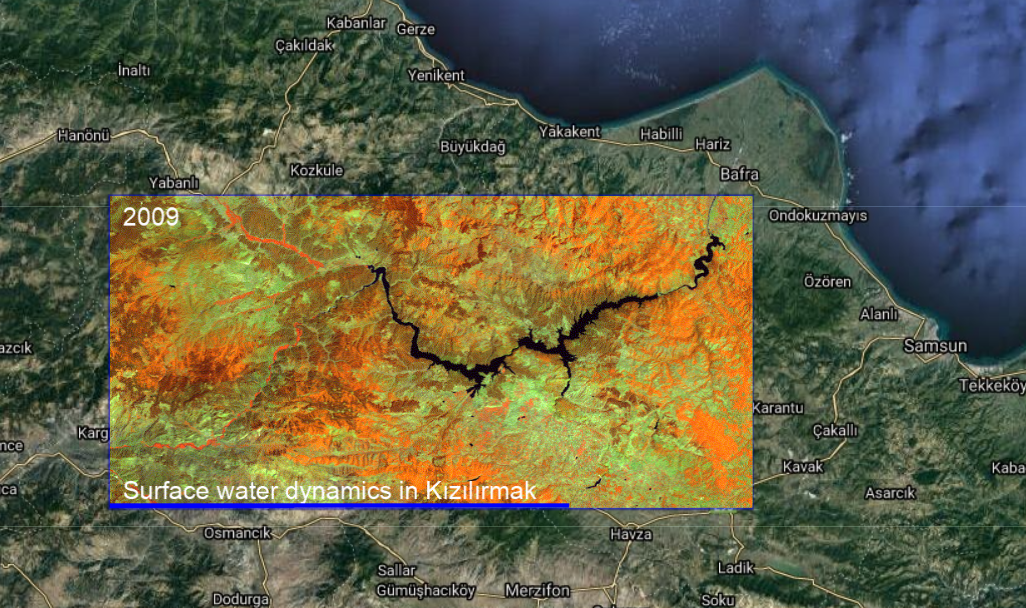 Kabanlar
Gerze
Çakıldak
İnaltı
Yenikent
Hanönü
Yakakent
Habilli
Hariz
Büyükdağ
Kozküle
Bafra
Yabanlı
2009
Ondokuzmayıs
Özören
Alanlı
azcık
Samsun
Tekkeköy
Karantu
Karg
Çakallı
nce
Kavak
Kaba
ca
Surface water dynamics in Kızılırmak
Asarcık
Osmancık
Havza
Sallar
Ladik
Gümüşhacıköy
Merzifon
Dodurga
Soku